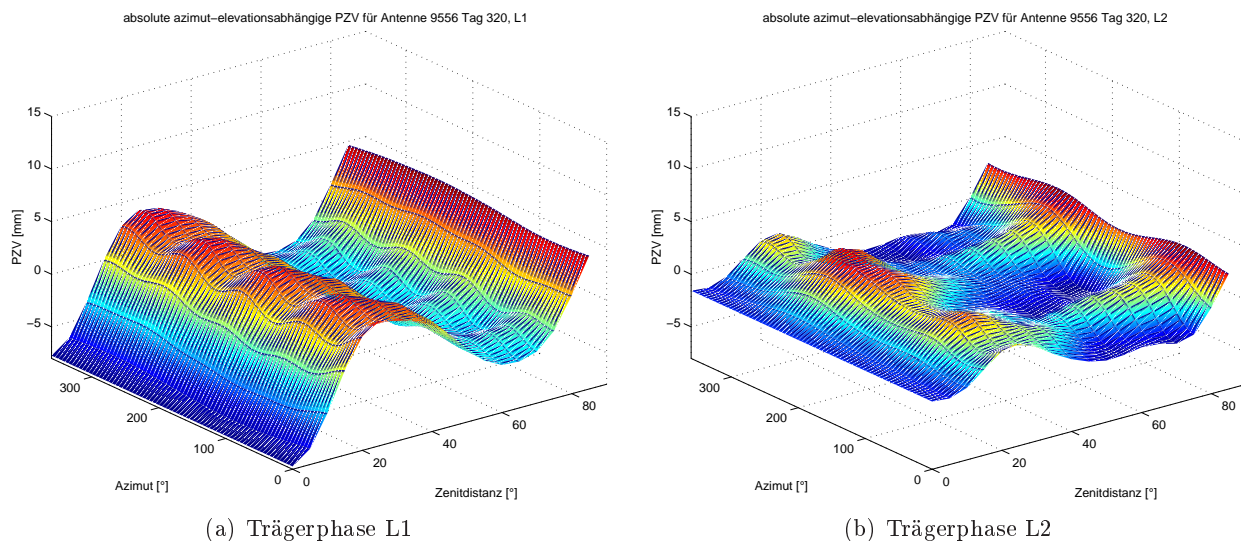 absolute azimut−elevationsabhängige PZV für Antenne 9556 Tag 320, L1
15
10
5
0
−5
PZV [mm]
300
200
100
0
Azimut [°]
0
20
40
60
80
Zenitdistanz [°]
(a) Trägerphase L1
absolute azimut−elevationsabhängige PZV für Antenne 9556 Tag 320, L2
15
10
5
0
−5
PZV [mm]
300
200
100
0
Azimut [°]
0
20
40
60
80
Zenitdistanz [°]
(b) Trägerphase L2